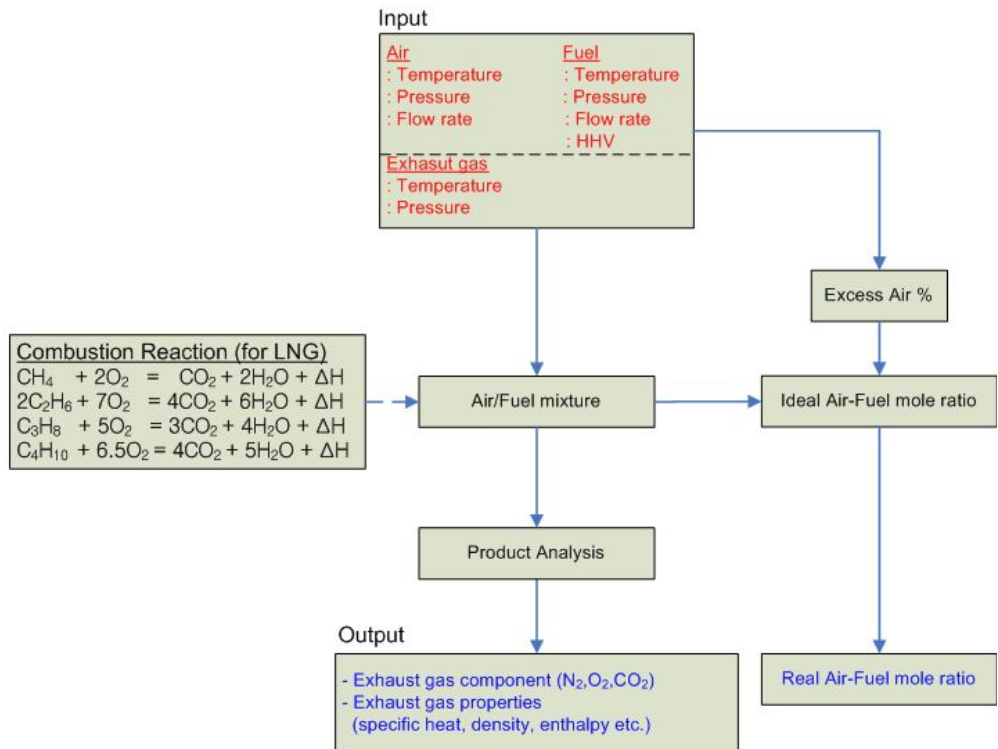 Input
Air
: Temperature
: Pressure
: Flow rate
Fuel
: Temperature
: Pressure
: Flow rate
: HHV
Exhasut gas
: Temperature
: Pressure
Excess Air %
Combustion Reaction (for LNG)
CH₄ + 2O₂ = CO₂ + 2H₂O + ΔH
2C₂H₆ + 7O₂ = 4CO₂ + 6H₂O + ΔH
C₃H₈ + 5O₂ = 3CO₂ + 4H₂O + ΔH
C₄H₁₀ + 6.5O₂ = 4CO₂ + 5H₂O + ΔH
Air/Fuel mixture
Ideal Air-Fuel mole ratio
Product Analysis
Output
- Exhaust gas component (N₂,O₂,CO₂)
- Exhaust gas properties
(specific heat, density, enthalpy etc.)
Real Air-Fuel mole ratio